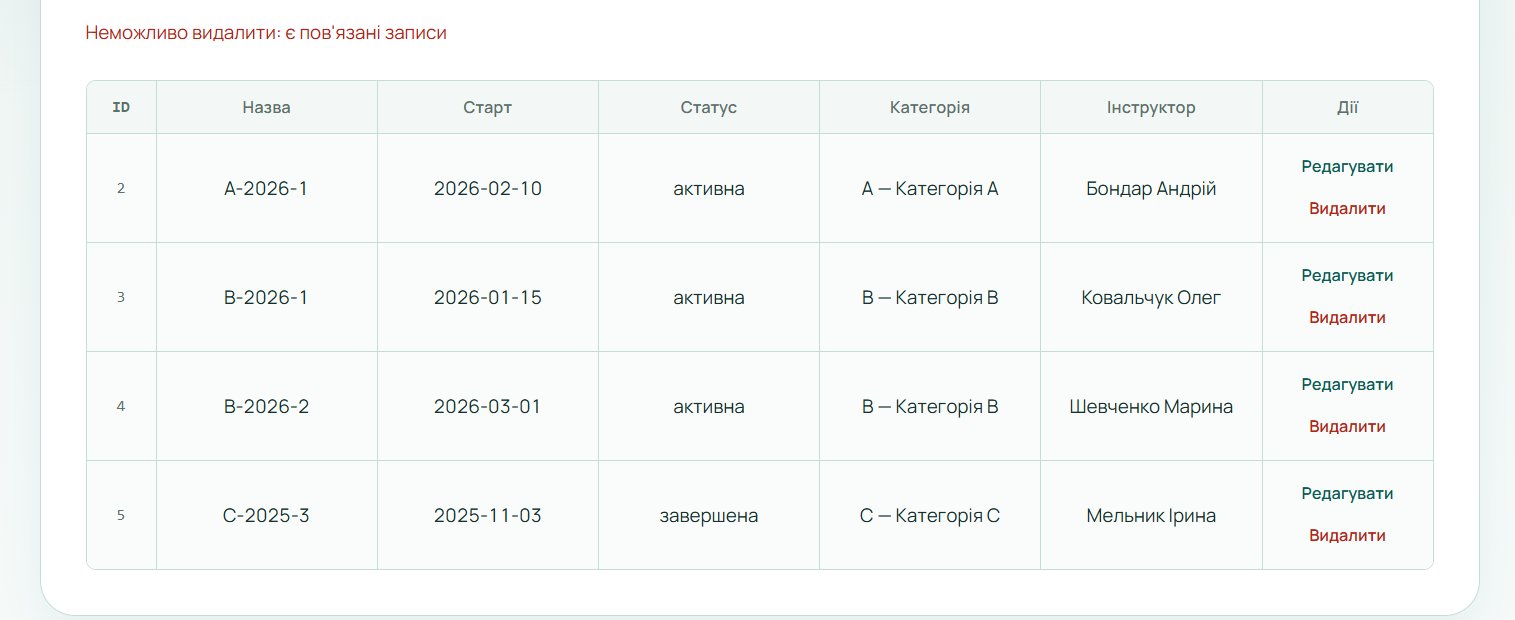 Неможливо видалити: є пов'язані записи
ID Назва Старт Статус Категорія Інструктор Дії
2 A-2026-1 2026-02-10 активна A — Категорія A Бондар Андрій Редагувати
Видалити
3 B-2026-1 2026-01-15 активна B — Категорія B Ковальчук Олег Редагувати
Видалити
4 B-2026-2 2026-03-01 активна B — Категорія B Шевченко Марина Редагувати
Видалити
5 C-2025-3 2025-11-03 завершена C — Категорія C Мельник Ірина Редагувати
Видалити